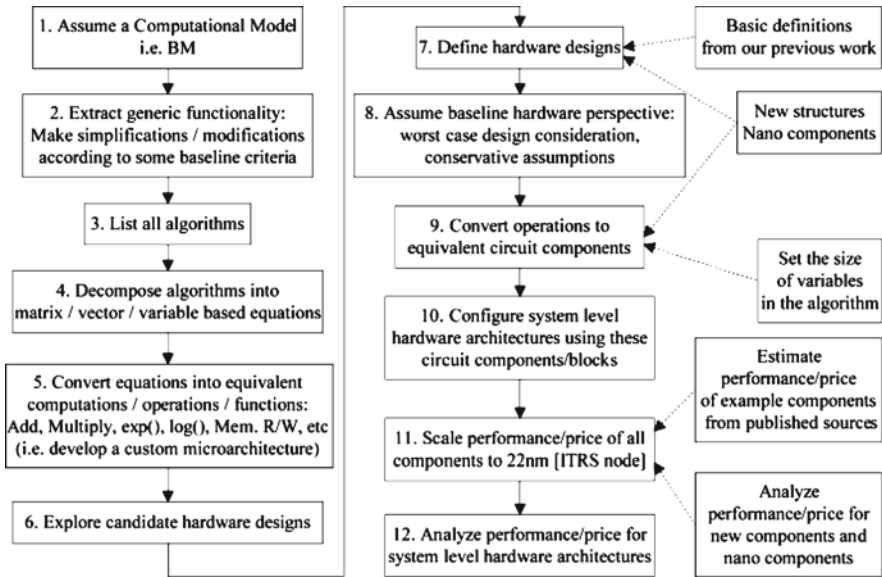 1. Assume a Computational Model
i.e. BM
2. Extract generic functionality:
Make simplifications / modifications
according to some baseline criteria
3. List all algorithms
4. Decompose algorithms into
matrix / vector / variable based equations
5. Convert equations into equivalent
computations / operations / functions:
Add, Multiply, exp(), log(), Mem. R/W, etc
(i.e. develop a custom microarchitecture)
6. Explore candidate hardware designs
7. Define hardware designs
8. Assume baseline hardware perspective:
worst case design consideration,
conservative assumptions
9. Convert operations to
equivalent circuit components
10. Configure system level
hardware architectures using these
circuit components/blocks
11. Scale performance/price of all
components to 22nm [ITRS node]
12. Analyze performance/price for
system level hardware architectures
Basic definitions
from our previous work
New structures
Nano components
Set the size
of variables
in the algorithm
Estimate
performance/price
of example components
from published sources
Analyze
performance/price for
new components and
nano components